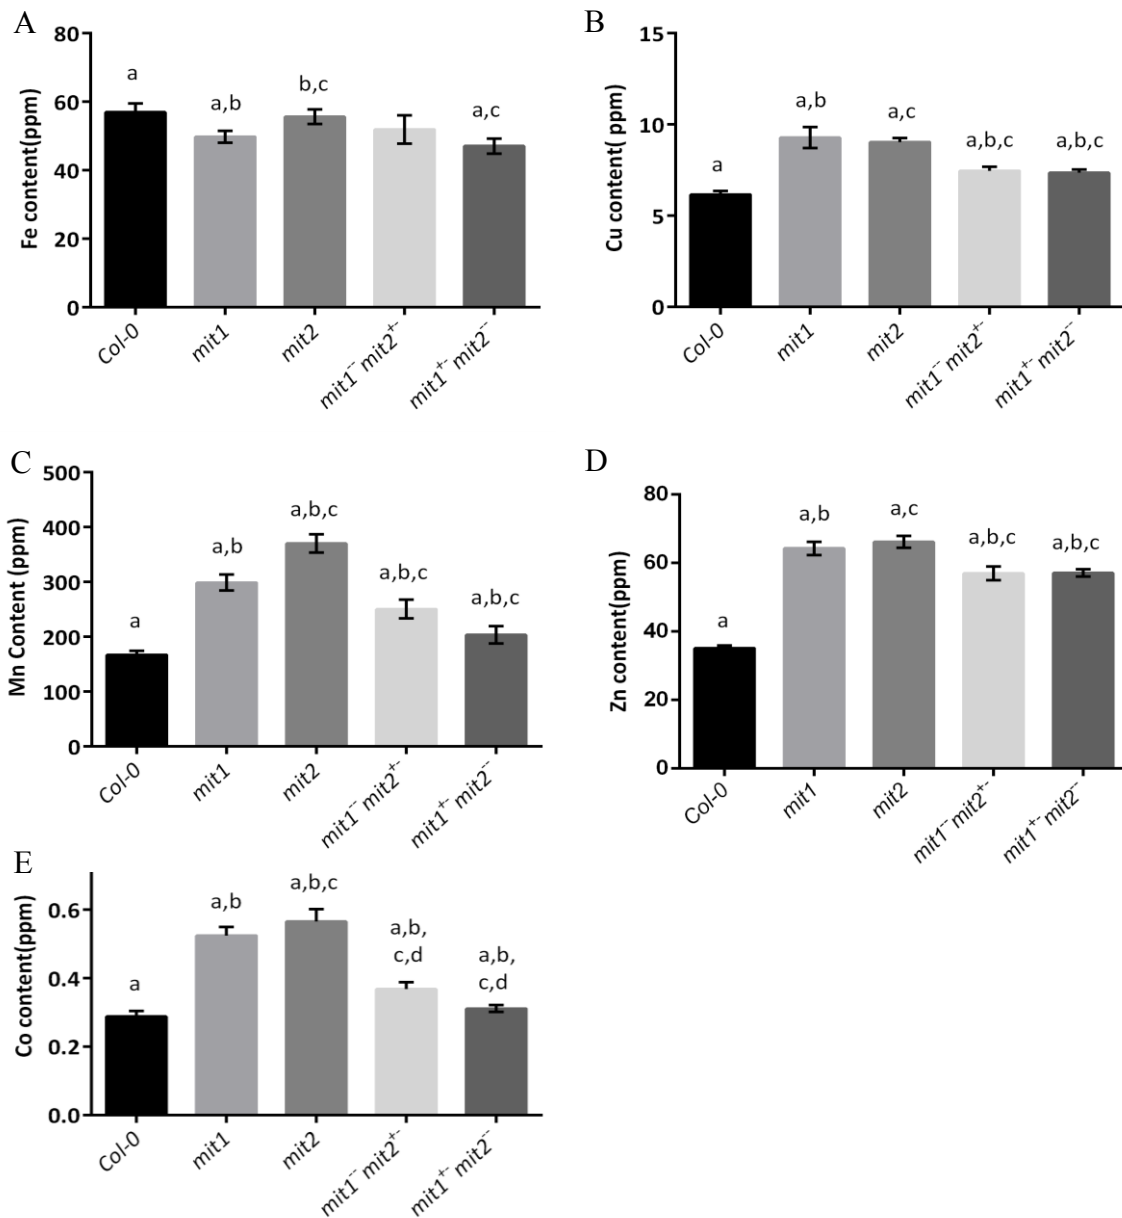 A
Fe content(ppm)
80
60
40
20
0
a
a,b
b,c
a,c
Col-0
mit1
mit2
mit1⁻⁻mit2⁺⁻
mit1⁺⁻mit2⁻⁻
B
Cu content( ppm)
15
10
5
0
a
a,b
a,c
a,b,c
a,b,c
Col-0
mit1
mit2
mit1⁻⁻mit2⁺⁻
mit1⁺⁻mit2⁻⁻
C
Mn Content (ppm)
500
400
300
200
100
0
a
a,b
a,b,c
a,b,c
a,b,c
Col-0
mit1
mit2
mit1⁻⁻mit2⁺⁻
mit1⁺⁻mit2⁻⁻
D
Zn content(ppm)
80
60
40
20
0
a
a,b
a,c
a,b,c
a,b,c
Col-0
mit1
mit2
mit1⁻⁻mit2⁺⁻
mit1⁺⁻mit2⁻⁻
E
Co content(ppm)
0.6
0.4
0.2
0.0
a
a,b
a,b,c
a,b,
c,d
a,b,
c,d
Col-0
mit1
mit2
mit1⁻⁻mit2⁺⁻
mit1⁺⁻mit2⁻⁻